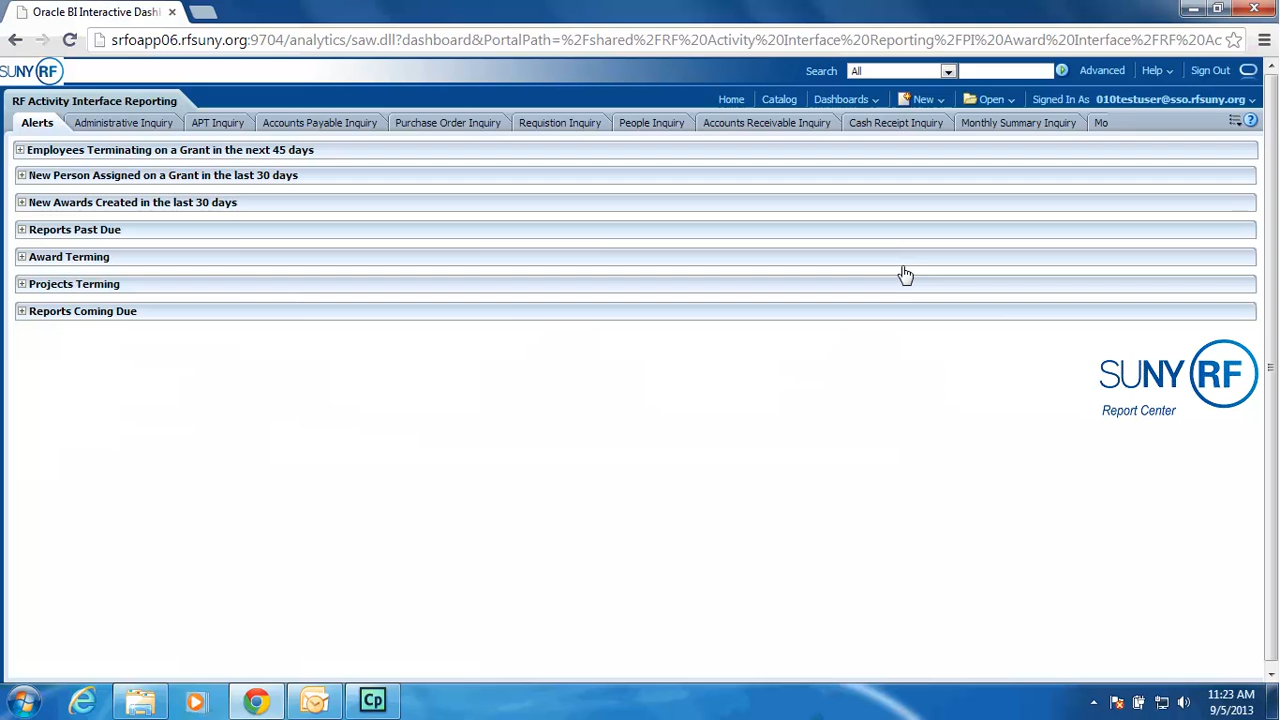 Oracle BI Interactive Dash
srfoapp06.rfsuny.org:9704/analytics/saw.dll?dashboard&PortalPath=%2Fshared%2FRF%20Activity%20Interface%20Reporting%2FPI%20Award%20Interface%2FRF%20Ac
SUNY RF
Search All Advanced Help Sign Out
RF Activity Interface Reporting
Home Catalog Dashboards New Open Signed In As 010testuser@sso.rfsuny.org
Alerts Administrative Inquiry APT Inquiry Accounts Payable Inquiry Purchase Order Inquiry Requistion Inquiry People Inquiry Accounts Receivable Inquiry Cash Receipt Inquiry Monthly Summary Inquiry Mo
Employees Terminating on a Grant in the next 45 days
New Person Assigned on a Grant in the last 30 days
New Awards Created in the last 30 days
Reports Past Due
Award Terming
Projects Terming
Reports Coming Due
SUNY RF
Report Center
Cp
11:23 AM
9/5/2013